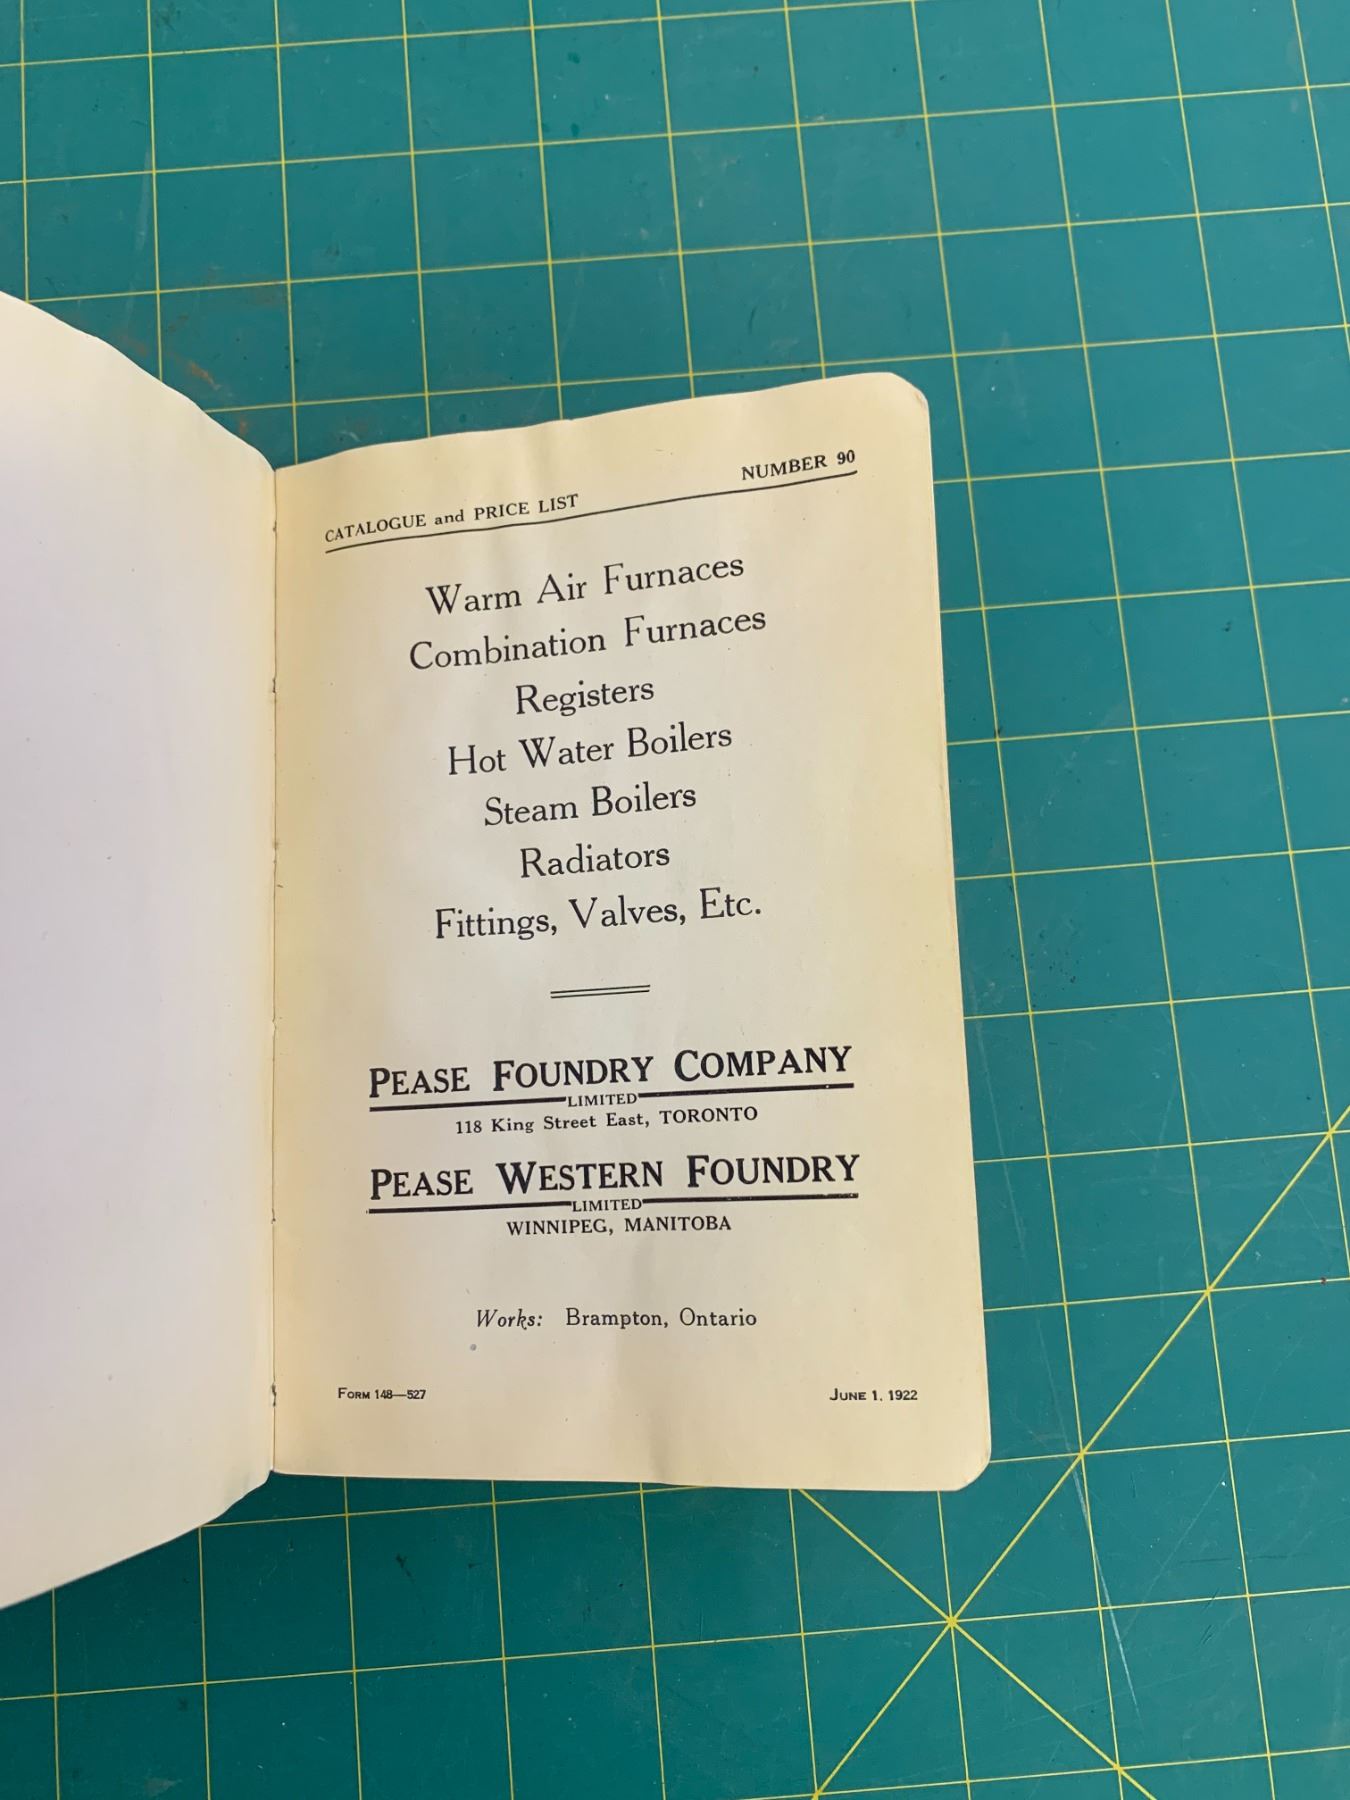 CATALOGUE and PRICE LIST NUMBER 90
Warm Air Furnaces
Combination Furnaces
Registers
Hot Water Boilers
Steam Boilers
Radiators
Fittings, Valves, Etc.
PEASE FOUNDRY COMPANY
LIMITED
118 King Street East, TORONTO
PEASE WESTERN FOUNDRY
LIMITED
WINNIPEG, MANITOBA
Works: Brampton, Ontario
FORM 148—527 JUNE 1, 1922